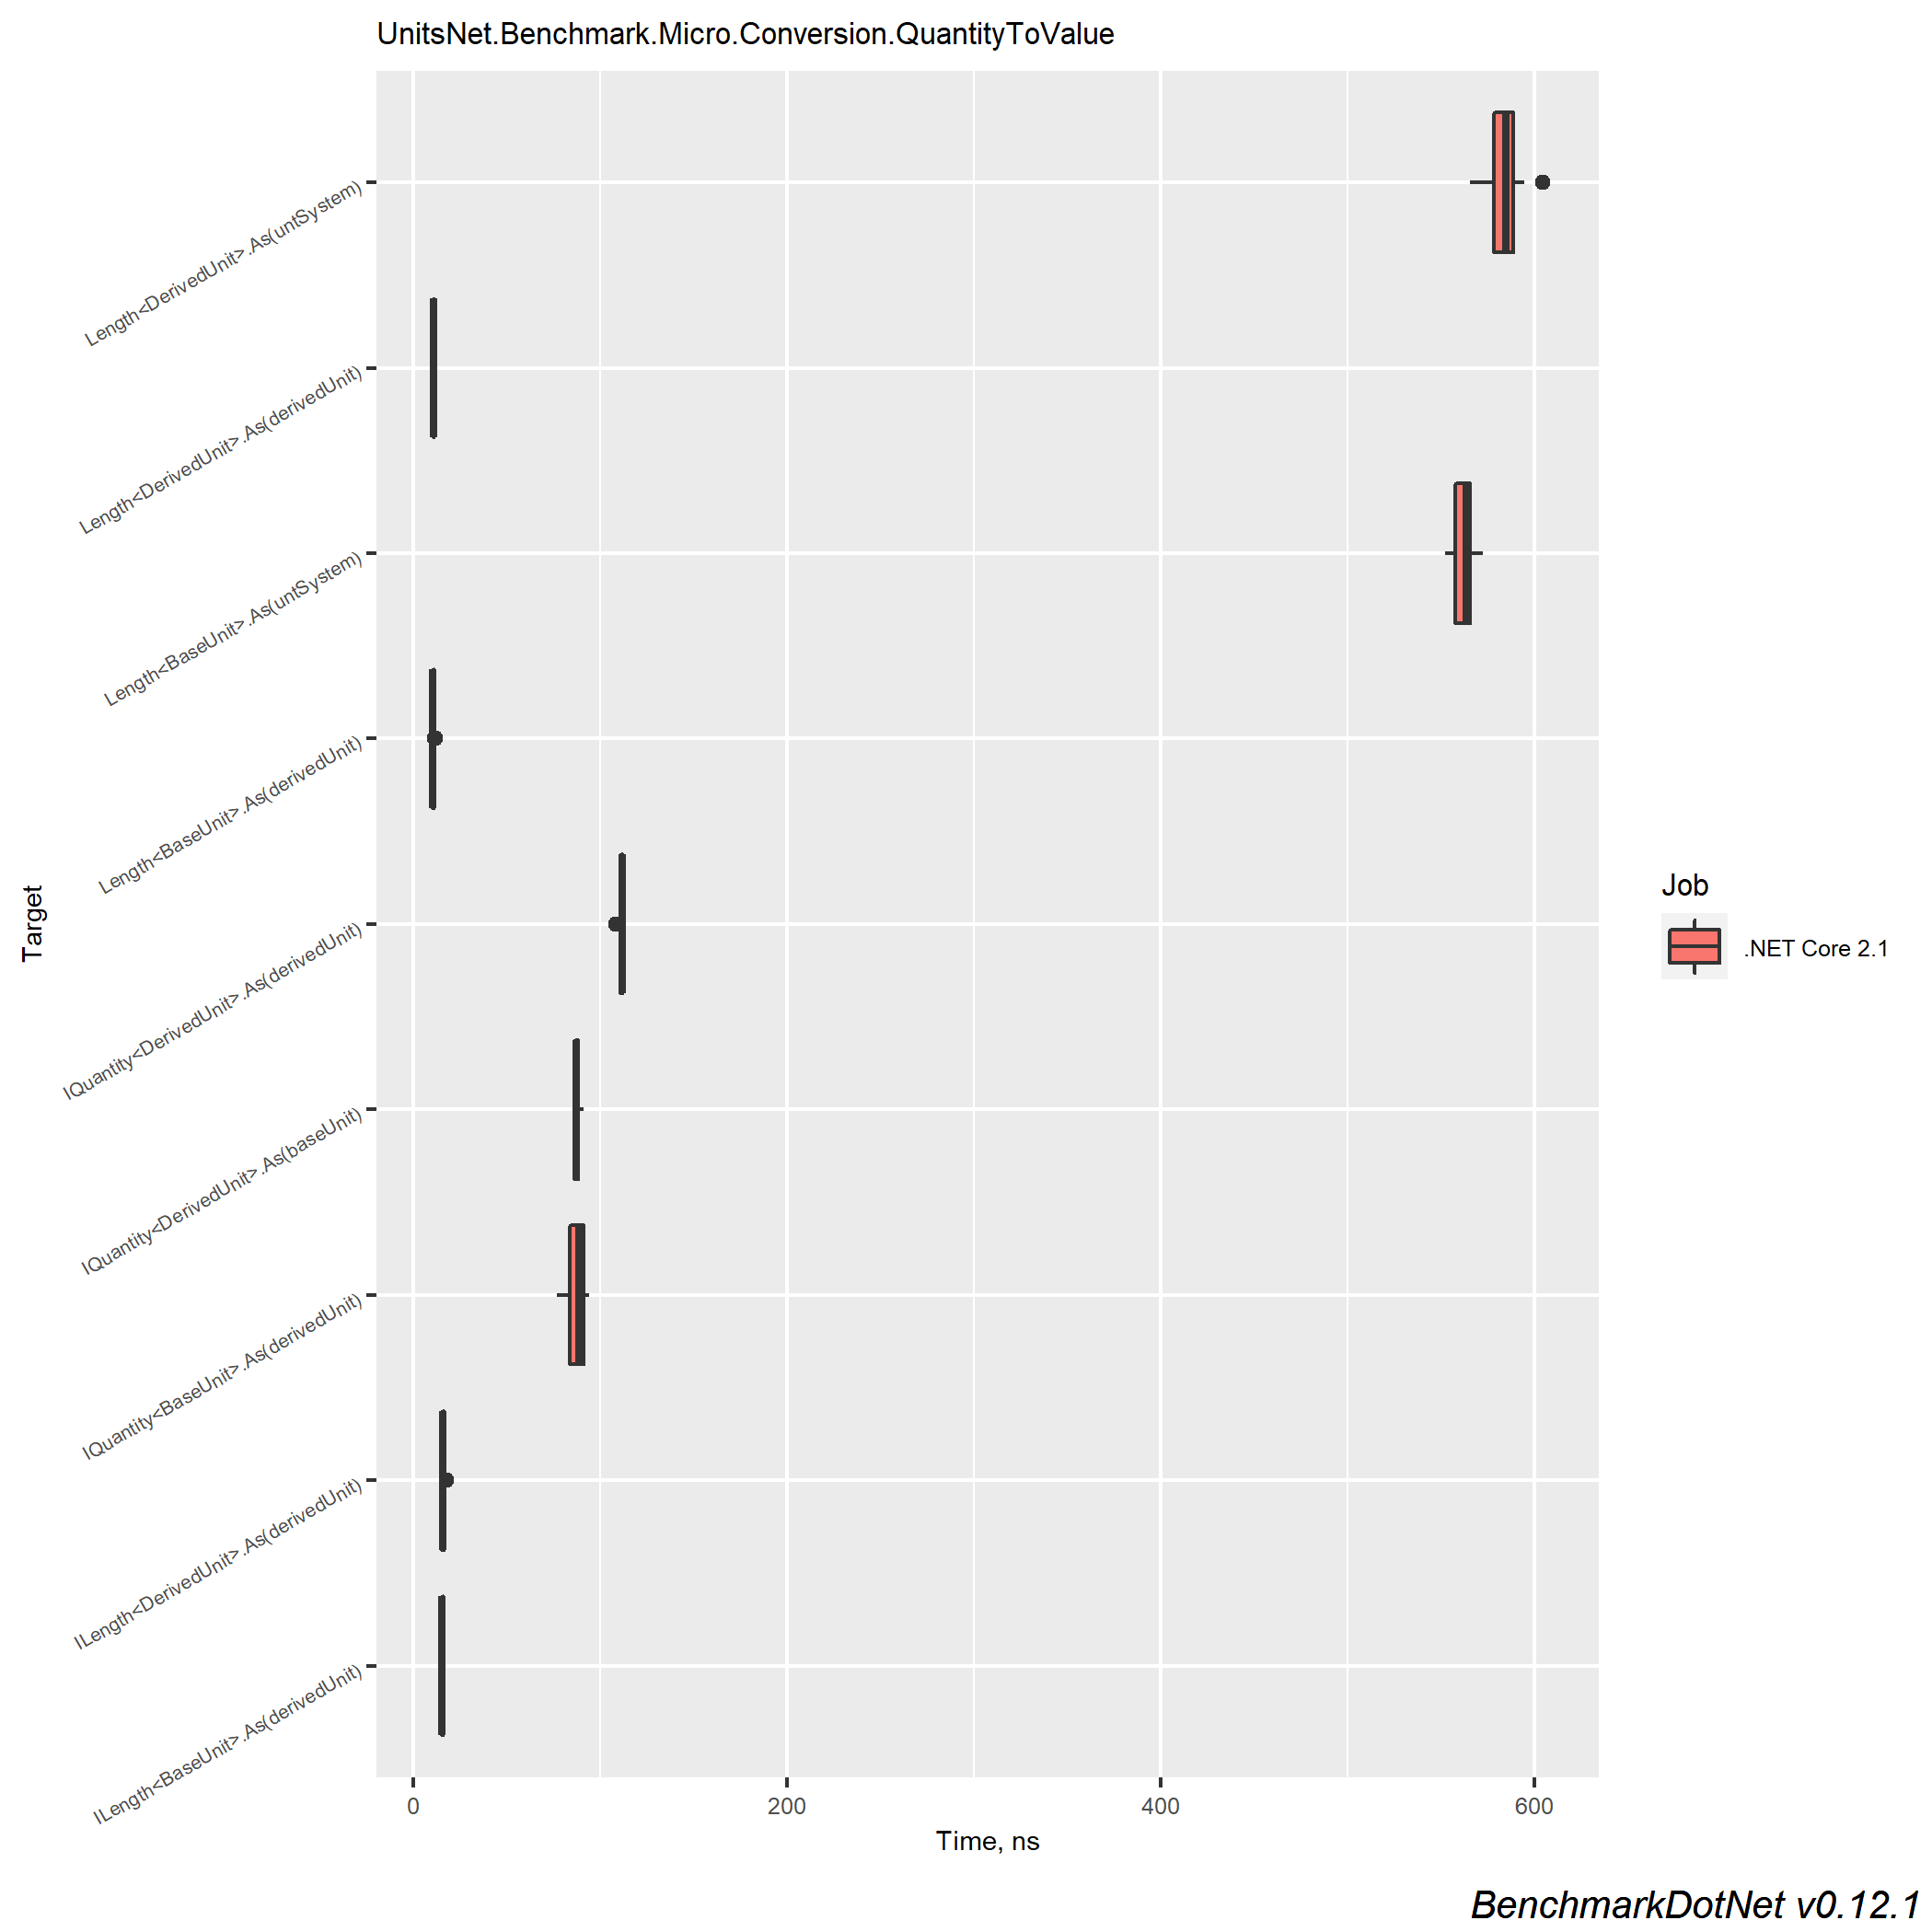 UnitsNet.Benchmark.Micro.Conversion.QuantityToValue
Length<DerivedUnit>.As(untSystem)
Length<DerivedUnit>.As(derivedUnit)
Length<BaseUnit>.As(untSystem)
Length<BaseUnit>.As(derivedUnit)
IQuantity<DerivedUnit>.As(derivedUnit)
IQuantity<DerivedUnit>.As(baseUnit)
IQuantity<BaseUnit>.As(derivedUnit)
ILength<DerivedUnit>.As(derivedUnit)
ILength<BaseUnit>.As(derivedUnit)
Target
0 200 400 600
Time, ns
Job
.NET Core 2.1
BenchmarkDotNet v0.12.1